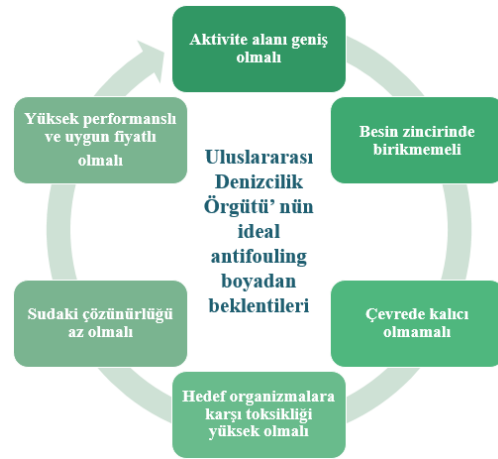 Aktivite alanı geniş
olmalı
Besin zincirinde
birikmemeli
Çevrede kalıcı
olmamalı
Hedef organizmalara
karşı toksikliği
yüksek olmalı
Sudaki çözünürlüğü
az olmalı
Yüksek performanslı
ve uygun fiyatlı
olmalı
Uluslararası
Denizcilik
Örgütü’ nün
ideal
antifouling
boyadan
beklentileri